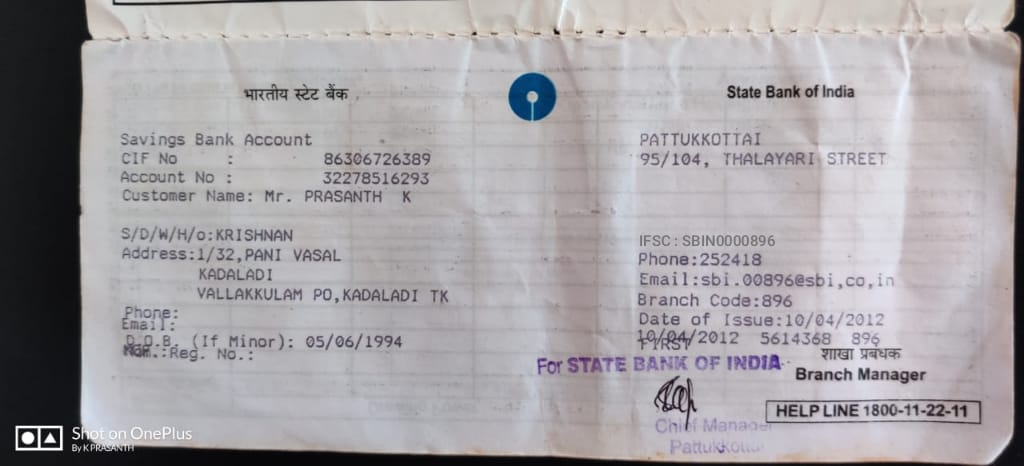 भारतीय स्टेट बैंक
State Bank of India
Savings Bank Account
CIF No : 86306726389
Account No : 32278516293
Customer Name: Mr. PRASANTH K
S/D/W/H/o:KRISHNAN
Address:1/32,PANI VASAL
KADALADI
VALLAKKULAM PO,KADALADI TK
Phone:
Email:
D.O.B. (If Minor): 05/06/1994
Reg. No.:
PATTUKKOTTAI
95/104, THALAYARI STREET
IFSC : SBIN0000896
Phone:252418
Email:sbi.00896@sbi,co,in
Branch Code:896
Date of Issue:10/04/2012
10/04/2012 5614368 896
FIRST
शाखा प्रबंधक
For STATE BANK OF INDIA
Branch Manager
HELP LINE 1800-11-22-11
Chief Manager
Shot on OnePlus
By K PRASANTH